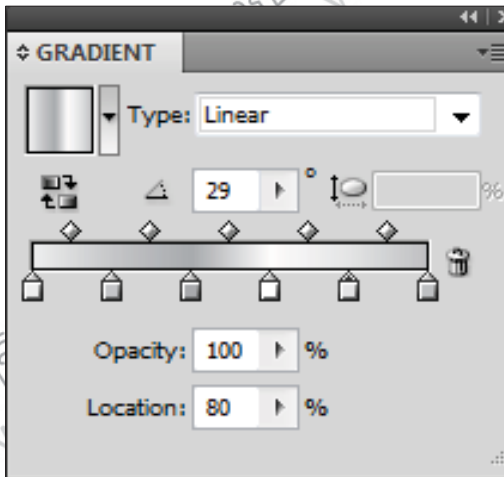 GRADIENT
Type: Linear
29 ° %
Opacity: 100 %
Location: 80 %